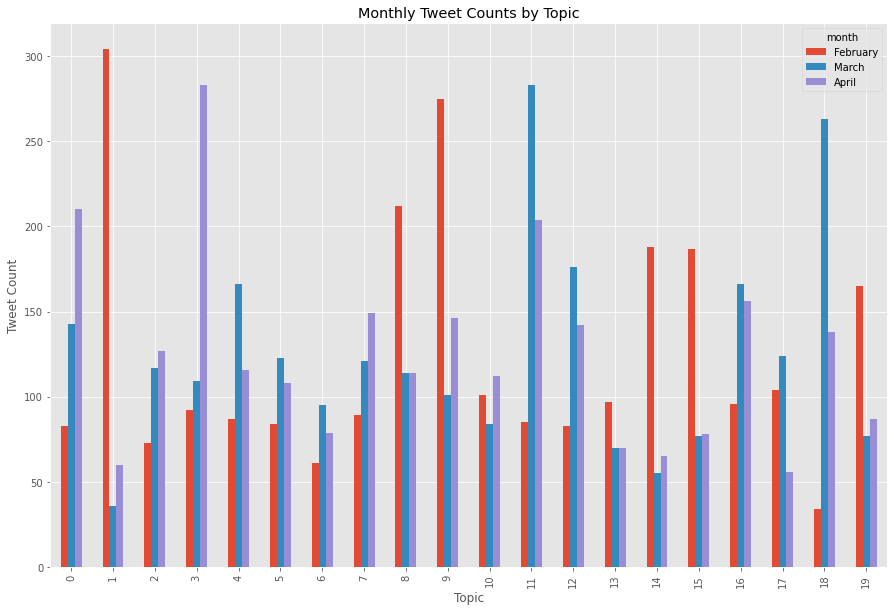 Monthly Tweet Counts by Topic
month
February
March
April
300
250
200
150
100
50
0
Tweet Count
0 1 2 3 4 5 6 7 8 9 10 11 12 13 14 15 16 17 18 19
Topic